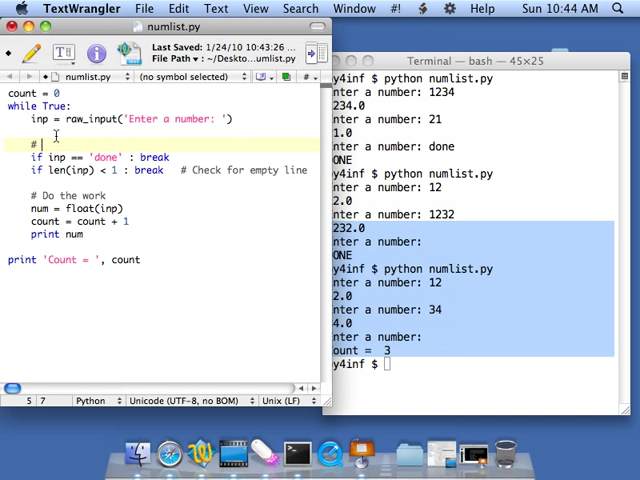 TextWrangler File Edit Text View Search Window #! Sun 10:44 AM
numlist.py
Last Saved: 1/24/10 10:43:26
File Path ▾: ~/Deskto...umlist.py
numlist.py (no symbol selected) #
count = 0
while True:
inp = raw_input('Enter a number: ')
#
if inp == 'done' : break
if len(inp) < 1 : break # Check for empty line
# Do the work
num = float(inp)
count = count + 1
print num
print 'Count = ', count
5 7 Python Unicode (UTF-8, no BOM) Unix (LF)
Terminal — bash — 45×25
y4inf $ python numlist.py
nter a number: 1234
234.0
nter a number: 21
1.0
nter a number: done
ONE
y4inf $ python numlist.py
nter a number: 12
2.0
nter a number: 1232
232.0
nter a number:
ONE
y4inf $ python numlist.py
nter a number: 12
2.0
nter a number: 34
4.0
nter a number:
ount = 3
y4inf $